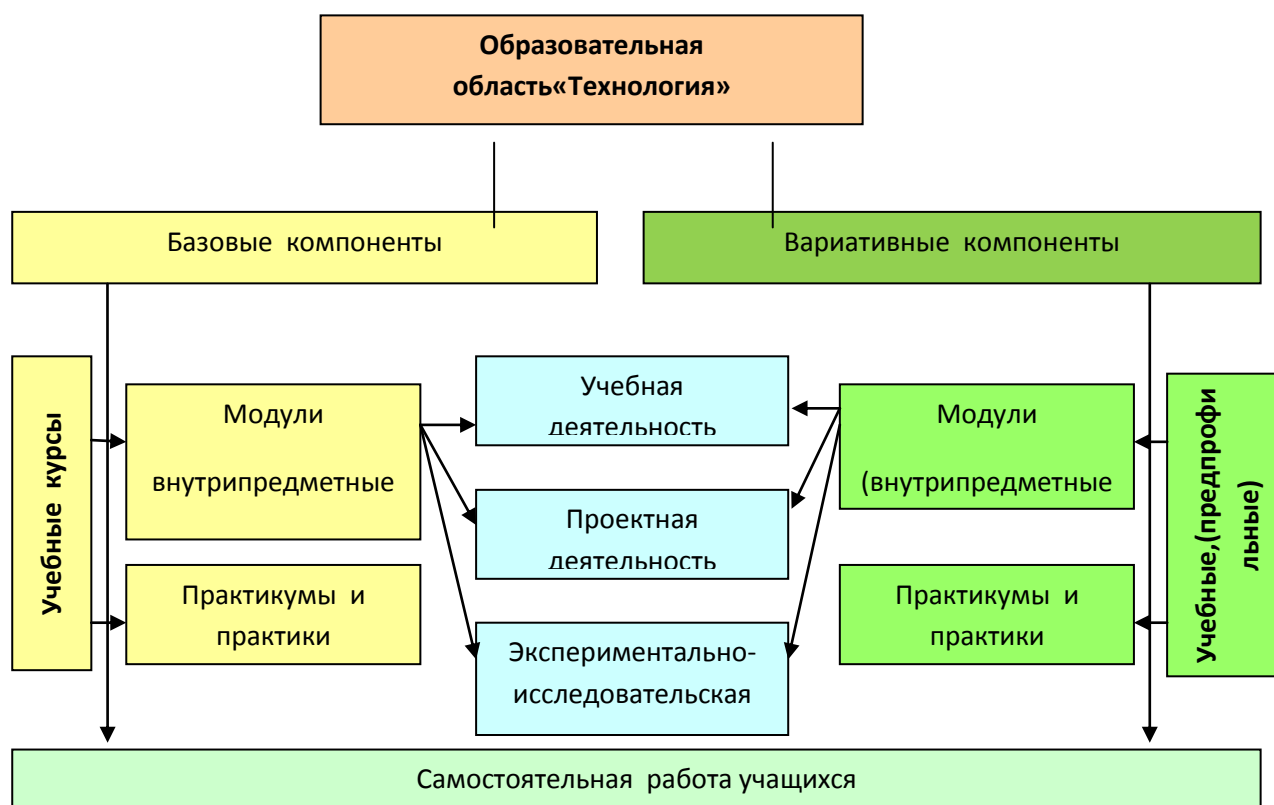 Образовательная
область«Технология»
Базовые компоненты
Вариативные компоненты
Учебные курсы
Модули
внутрипредметные
Практикумы и
практики
Учебная
деятельность
Проектная
деятельность
Экспериментально-
исследовательская
Модули
(внутрипредметные
Практикумы и
практики
Учебные,(предпрофи
льные)
Самостоятельная работа учащихся